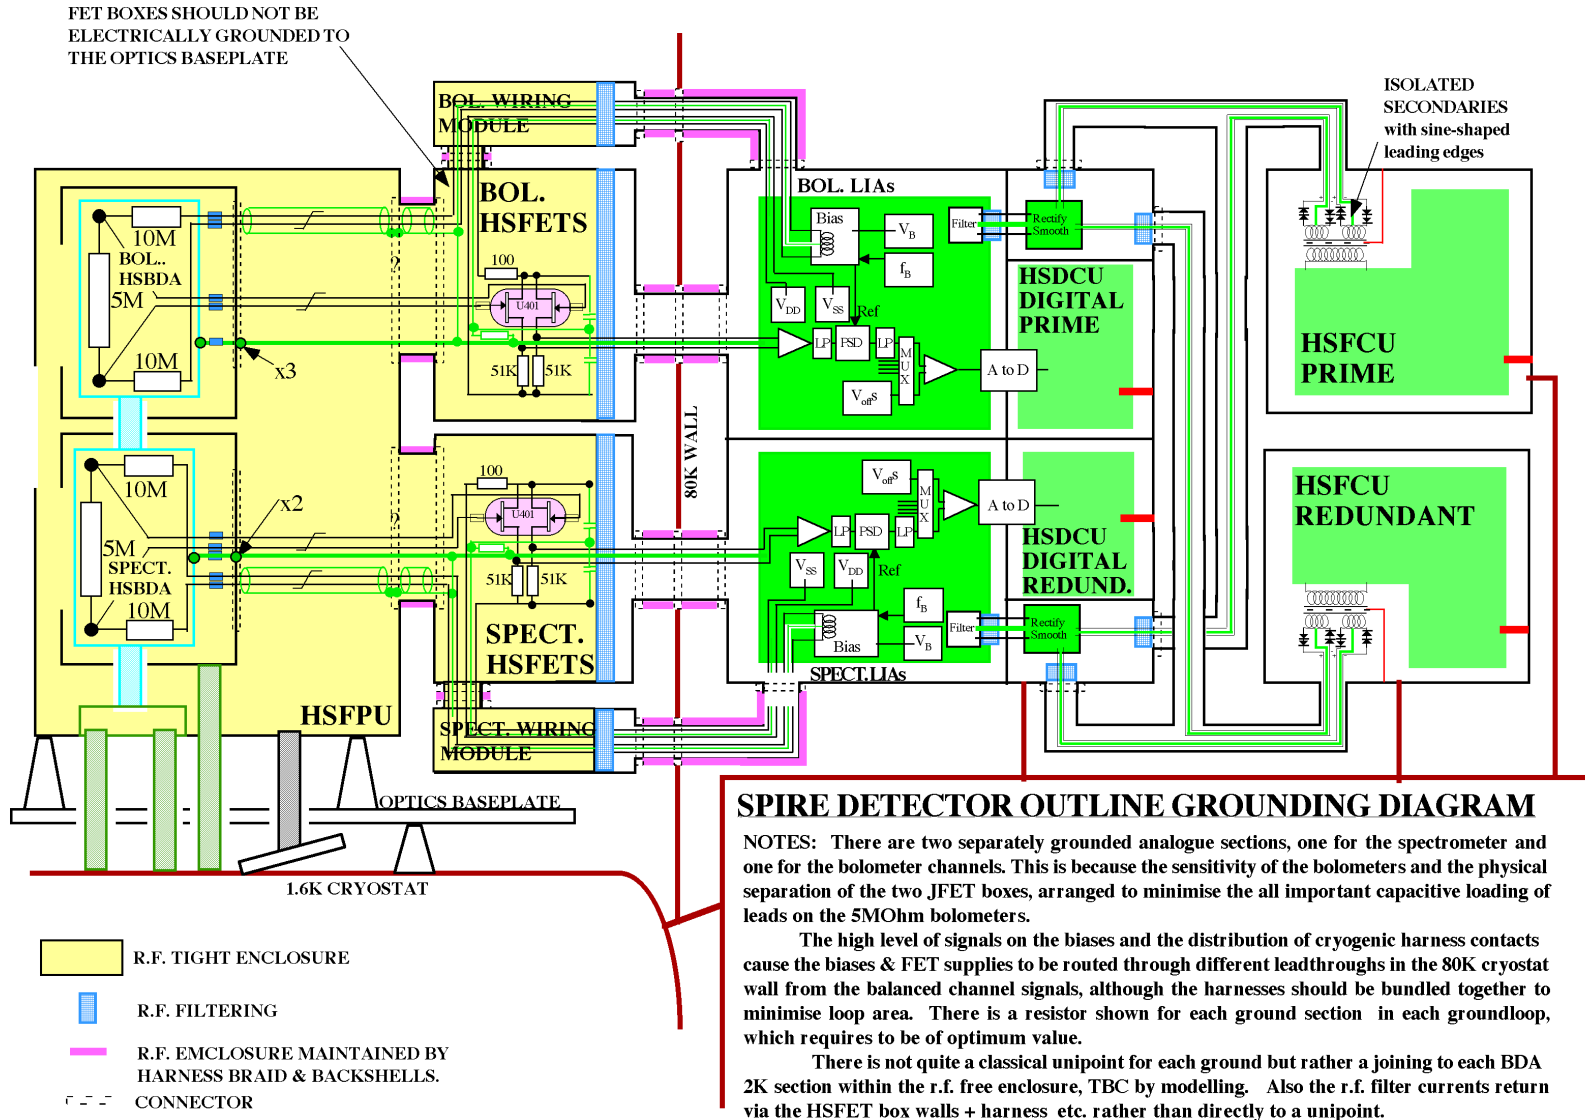 FET BOXES SHOULD NOT BE
ELECTRICALLY GROUNDED TO
THE OPTICS BASEPLATE
BOL. WIRING
MODULE
ISOLATED
SECONDARIES
with sine-shaped
leading edges
BOL.
HSFETS
BOL. LIAs
10M
BOL..
HSBDA
5M
10M
x3
?
100
U401
51K
51K
Bias
VB
fB
VDD
VSS
Ref
LP
PSD
LP
MUX
Voffs
A to D
Filter
Rectify
Smooth
HSDCU
DIGITAL
PRIME
HSFCU
PRIME
80K WALL
10M
5M
SPECT.
HSBDA
10M
x2
?
100
U401
51K
51K
SPECT.
HSFETS
Voffs
MUX
A to D
LP
PSD
LP
VSS
VDD
Ref
fB
VB
Bias
Filter
Rectify
Smooth
SPECT.LIAs
HSDCU
DIGITAL
REDUND.
HSFCU
REDUNDANT
HSFPU
SPECT. WIRING
MODULE
OPTICS BASEPLATE
1.6K CRYOSTAT
R.F. TIGHT ENCLOSURE
R.F. FILTERING
R.F. EMCLOSURE MAINTAINED BY
HARNESS BRAID & BACKSHELLS.
CONNECTOR
SPIRE DETECTOR OUTLINE GROUNDING DIAGRAM
NOTES: There are two separately grounded analogue sections, one for the spectrometer and
one for the bolometer channels. This is because the sensitivity of the bolometers and the physical
separation of the two JFET boxes, arranged to minimise the all important capacitive loading of
leads on the 5MOhm bolometers.
The high level of signals on the biases and the distribution of cryogenic harness contacts
cause the biases & FET supplies to be routed through different leadthroughs in the 80K cryostat
wall from the balanced channel signals, although the harnesses should be bundled together to
minimise loop area. There is a resistor shown for each ground section in each groundloop,
which requires to be of optimum value.
There is not quite a classical unipoint for each ground but rather a joining to each BDA
2K section within the r.f. free enclosure, TBC by modelling. Also the r.f. filter currents return
via the HSFET box walls + harness etc. rather than directly to a unipoint.